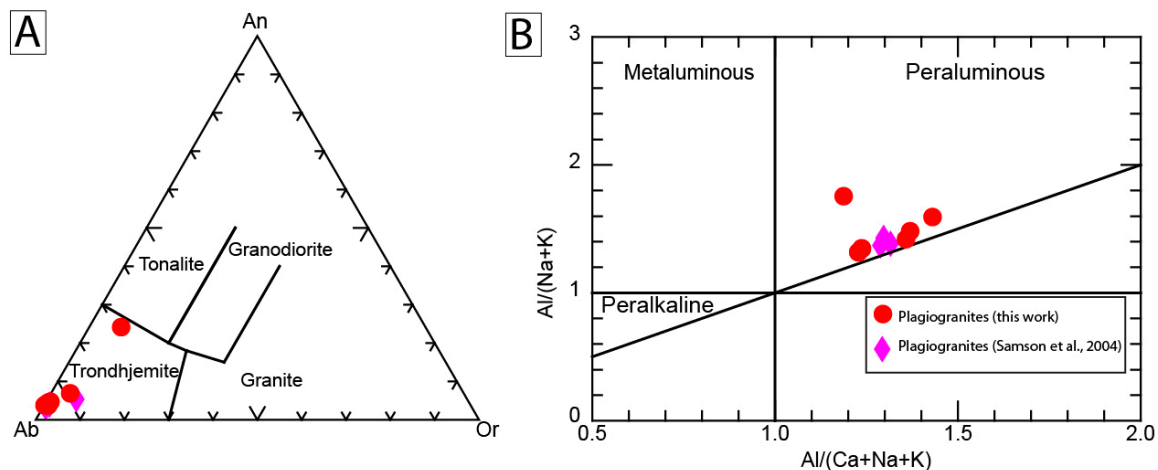 A
An
Tonalite
Granodiorite
Trondhjemite
Granite
Ab
Or
B
3
2
1
0
Al/(Na+K)
Metaluminous
Peraluminous
Peralkaline
Plagiogranites (this work)
Plagiogranites (Samson et al., 2004)
0.5
1.0
1.5
2.0
Al/(Ca+Na+K)